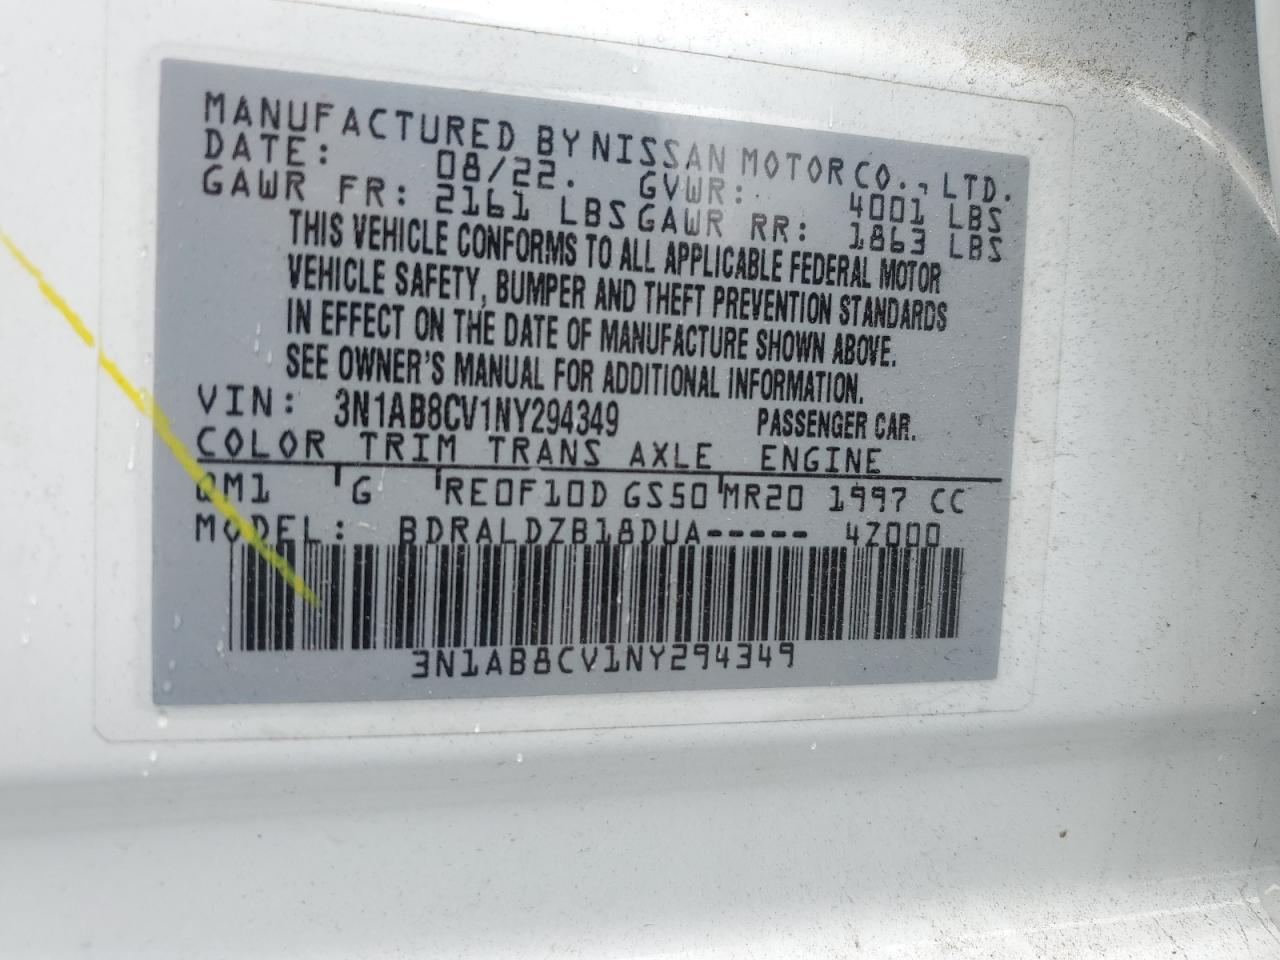 MANUFACTURED BY NISSAN MOTOR CO., LTD.
DATE: 08/22. GVWR: 4001 LBS
GAWR FR: 2161 LBS GAWR RR: 1863 LBS
THIS VEHICLE CONFORMS TO ALL APPLICABLE FEDERAL MOTOR
VEHICLE SAFETY, BUMPER AND THEFT PREVENTION STANDARDS
IN EFFECT ON THE DATE OF MANUFACTURE SHOWN ABOVE.
SEE OWNER'S MANUAL FOR ADDITIONAL INFORMATION.
VIN: 3N1AB8CV1NY294349 PASSENGER CAR.
COLOR TRIM TRANS AXLE ENGINE
QM1 G RE0F10D GS50 MR20 1997 CC
MODEL: BDRALDZB18DUA----- 4Z000
3N1AB8CV1NY294349